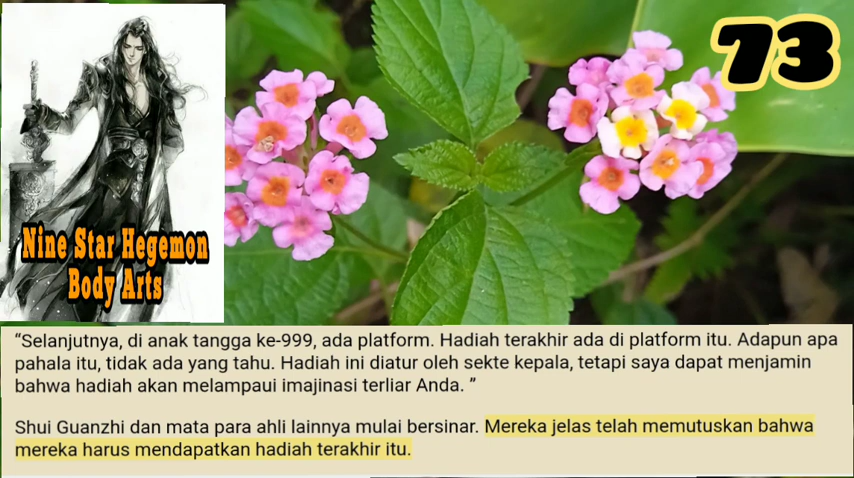 73
Nine Star Hegemon
Body Arts
“Selanjutnya, di anak tangga ke-999, ada platform. Hadiah terakhir ada di platform itu. Adapun apa
pahala itu, tidak ada yang tahu. Hadiah ini diatur oleh sekte kepala, tetapi saya dapat menjamin
bahwa hadiah akan melampaui imajinasi terliar Anda. ”
Shui Guanzhi dan mata para ahli lainnya mulai bersinar. Mereka jelas telah memutuskan bahwa
mereka harus mendapatkan hadiah terakhir itu.